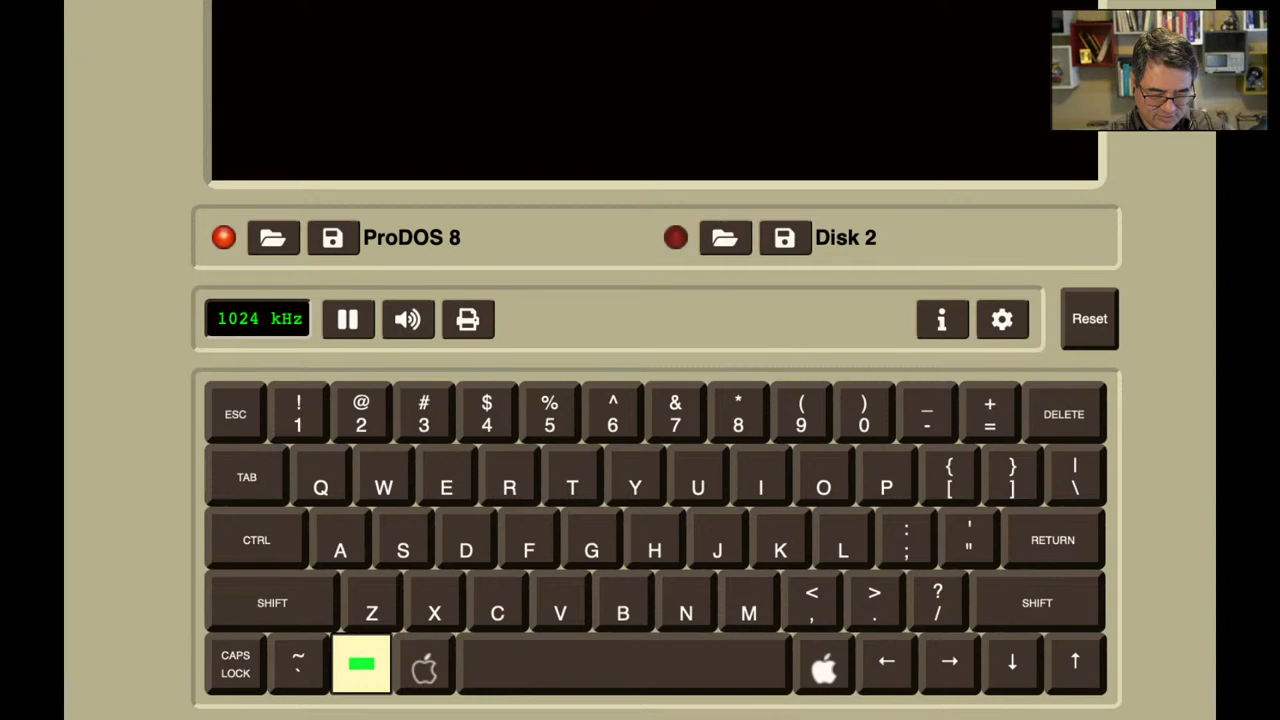 ProDOS 8 Disk 2
1024 kHz Reset
ESC ! 1 @ 2 # 3 $ 4 % 5 ^ 6 & 7 * 8 ( 9 ) 0 _ - + = DELETE
TAB Q W E R T Y U I O P { [ } ] | \
CTRL A S D F G H J K L : ; ' " RETURN
SHIFT Z X C V B N M < , > . ? / SHIFT
CAPS LOCK ~ ` ← → ↓ ↑